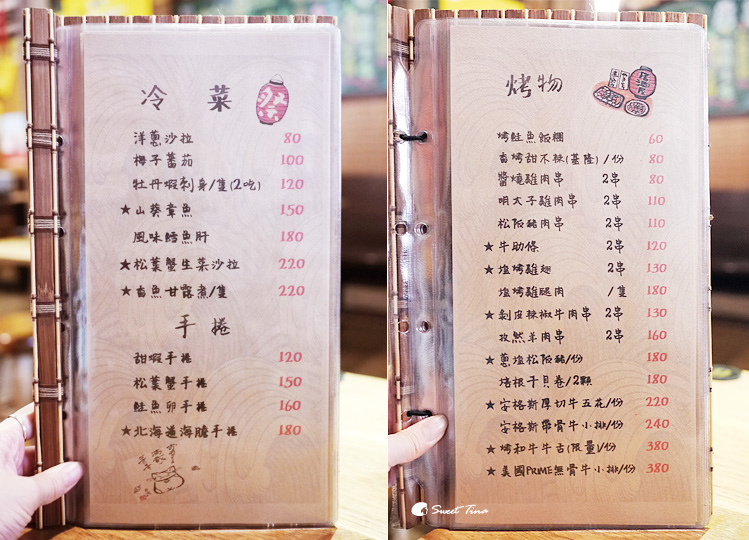 冷菜
洋蔥沙拉 80
梅子蕃茄 100
牡丹蝦刺身/隻(2吃) 120
★山葵章魚 150
風味鱈魚肝 180
★松葉蟹生菜沙拉 220
★香魚甘露煮/隻 220
手捲
甜蝦手捲 120
松葉蟹手捲 150
鮭魚卵手捲 160
★北海道海膽手捲 180
烤物
烤鮭魚飯糰 60
香烤甜不辣(基隆)/份 80
醬燒雞肉串 2串 80
明太子雞肉串 2串 110
松阪豬肉串 2串 110
★牛肋條 2串 120
★塩烤雞翅 2串 130
塩烤雞腿肉 /隻 180
★剝皮辣椒牛肉串 2串 130
孜然羊肉串 2串 160
★蔥塩松阪豬/份 180
培根干貝卷/2顆 180
★安格斯厚切牛五花/份 220
安格斯帶骨牛小排/份 240
★烤和牛牛舌(限量)/份 380
★美國PRIME無骨牛小排/份 380
Sweet Tina